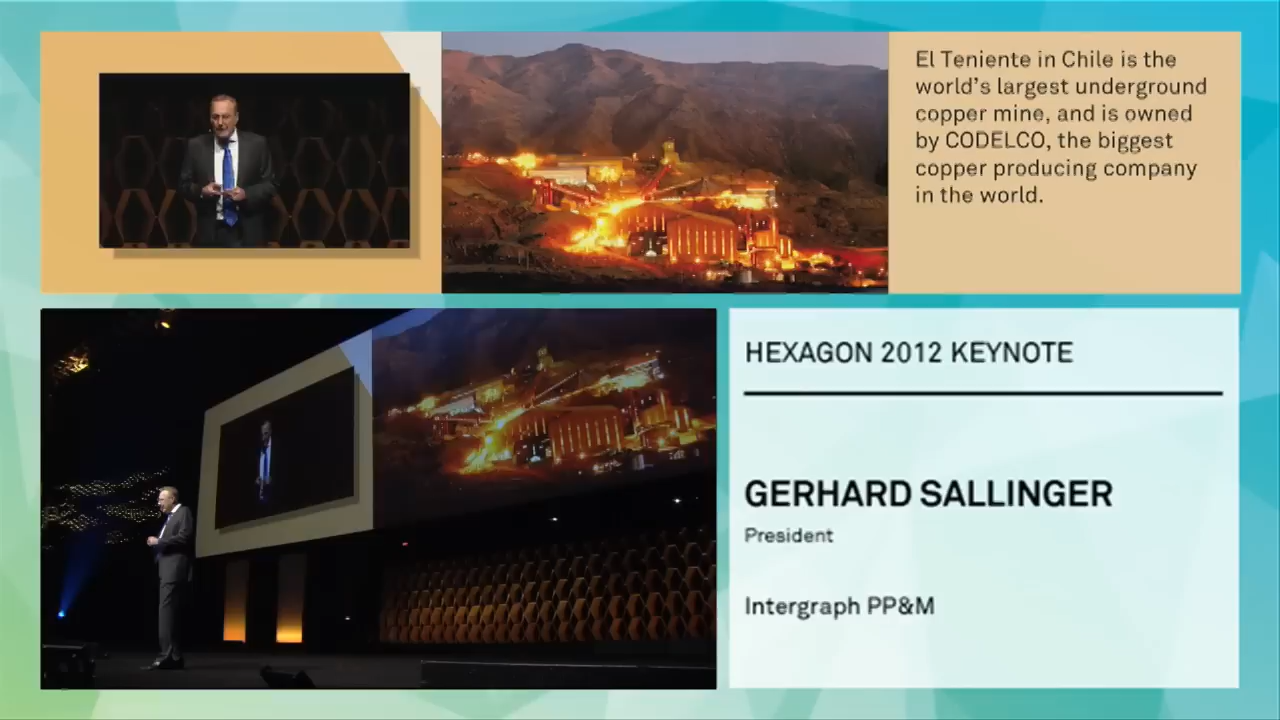 El Teniente in Chile is the
world's largest underground
copper mine, and is owned
by CODELCO, the biggest
copper producing company
in the world.
HEXAGON 2012 KEYNOTE
GERHARD SALLINGER
President
Intergraph PP&M